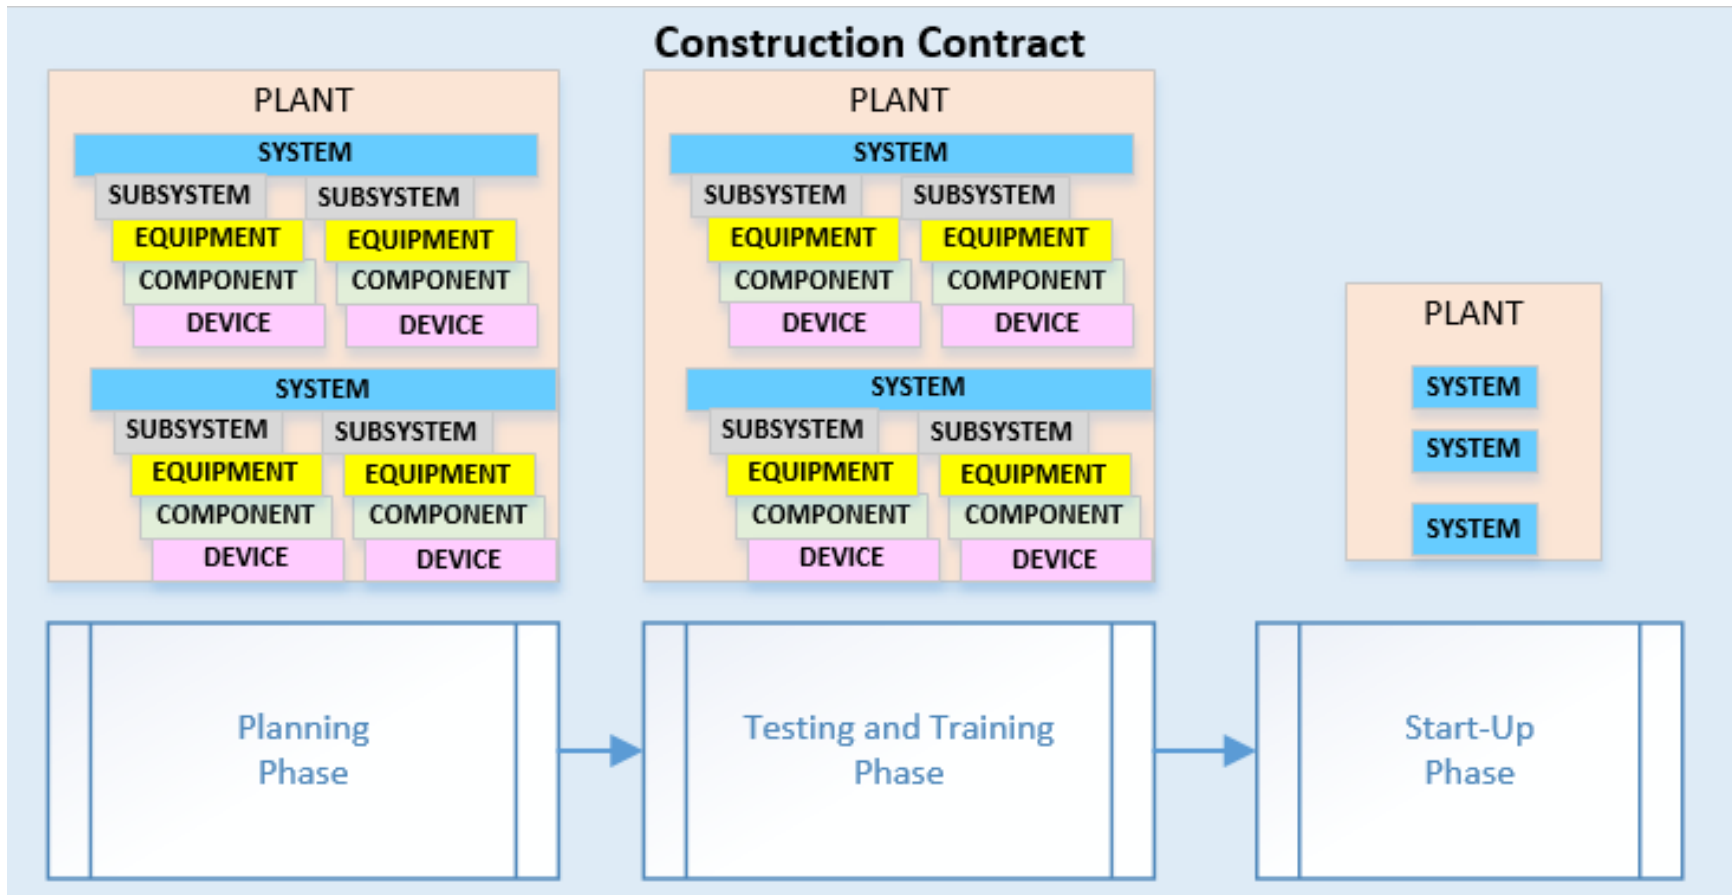 Construction Contract
PLANT
SYSTEM
SUBSYSTEM SUBSYSTEM
EQUIPMENT EQUIPMENT
COMPONENT COMPONENT
DEVICE DEVICE
SYSTEM
SUBSYSTEM SUBSYSTEM
EQUIPMENT EQUIPMENT
COMPONENT COMPONENT
DEVICE DEVICE
PLANT
SYSTEM
SUBSYSTEM SUBSYSTEM
EQUIPMENT EQUIPMENT
COMPONENT COMPONENT
DEVICE DEVICE
SYSTEM
SUBSYSTEM SUBSYSTEM
EQUIPMENT EQUIPMENT
COMPONENT COMPONENT
DEVICE DEVICE
PLANT
SYSTEM
SYSTEM
SYSTEM
Planning
Phase
Testing and Training
Phase
Start-Up
Phase